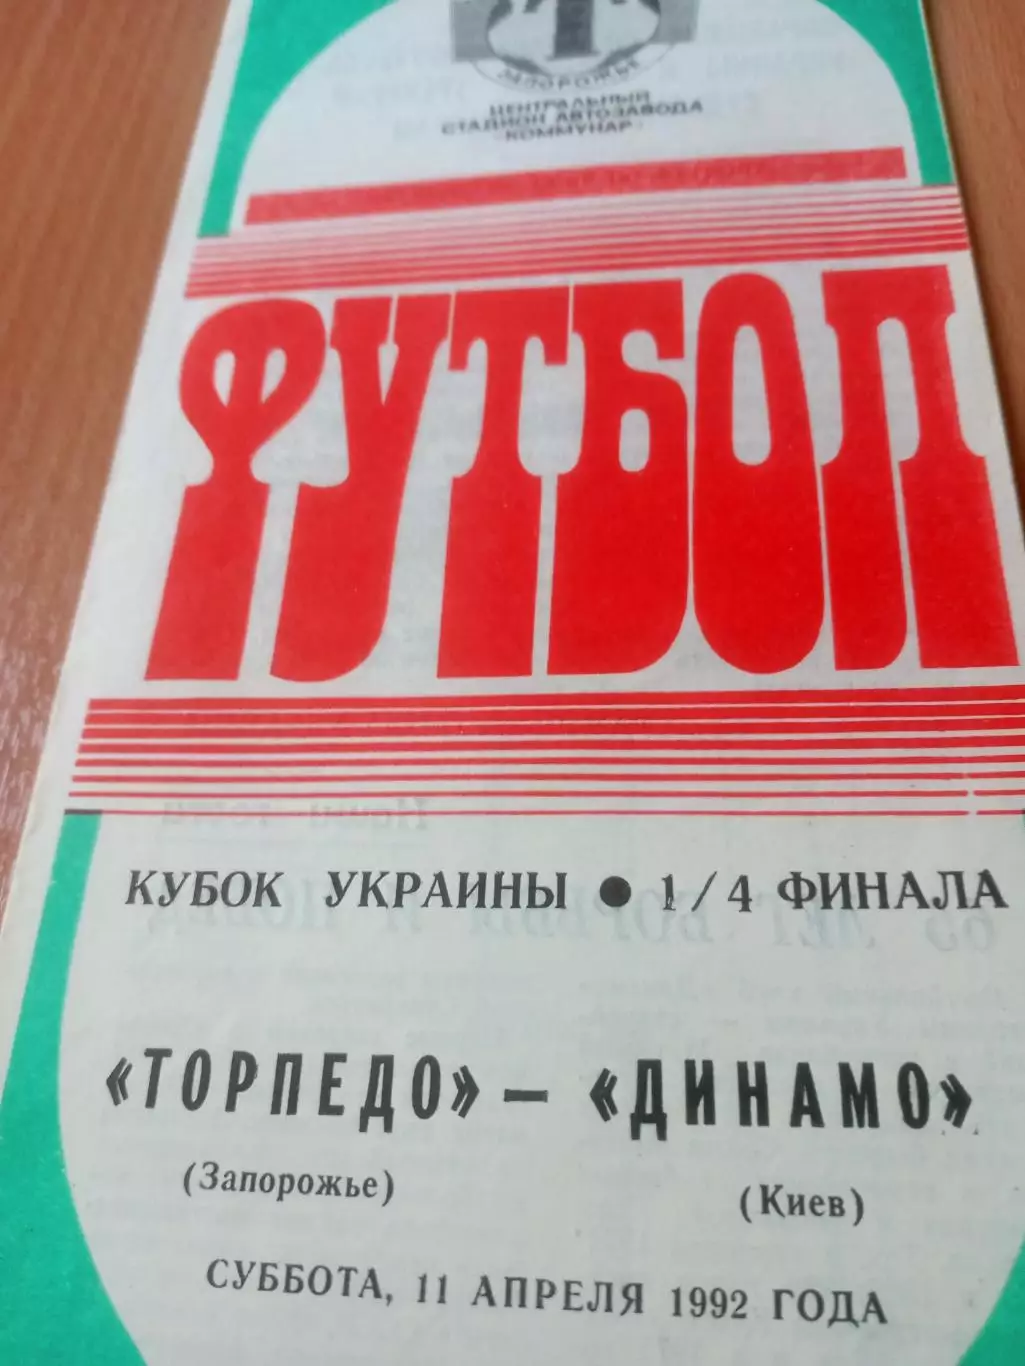 Т
ЗАПОРОЖЬЕ
ЦЕНТРАЛЬНЫЙ
СТАДИОН АВТОЗАВОДА
«КОММУНАР»
ФУТБОЛ
КУБОК УКРАИНЫ ● 1/4 ФИНАЛА
«ТОРПЕДО» — «ДИНАМО»
(Запорожье) (Киев)
СУББОТА, 11 АПРЕЛЯ 1992 ГОДА